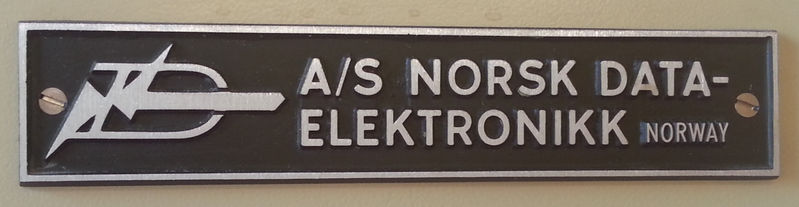 A/S NORSK DATA-
ELEKTRONIKK NORWAY